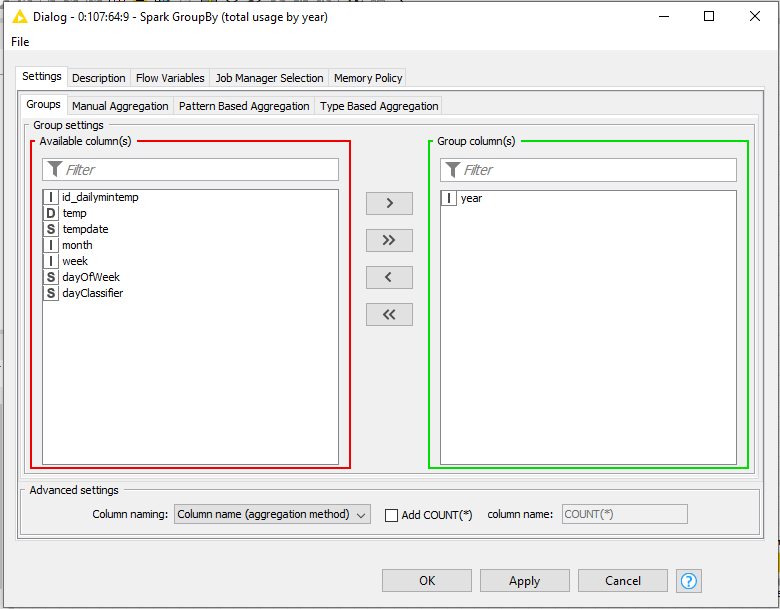 Dialog - 0:107:64:9 - Spark GroupBy (total usage by year)
File
Settings Description Flow Variables Job Manager Selection Memory Policy
Groups Manual Aggregation Pattern Based Aggregation Type Based Aggregation
Group settings
Available column(s) Group column(s)
Filter Filter
I id_dailymintemp I year
D temp
S tempdate
I month
I week
S dayOfWeek
S dayClassifier
>
>>
<
<<
Advanced settings
Column naming: Column name (aggregation method) Add COUNT(*) column name: COUNT(*)
OK Apply Cancel ?